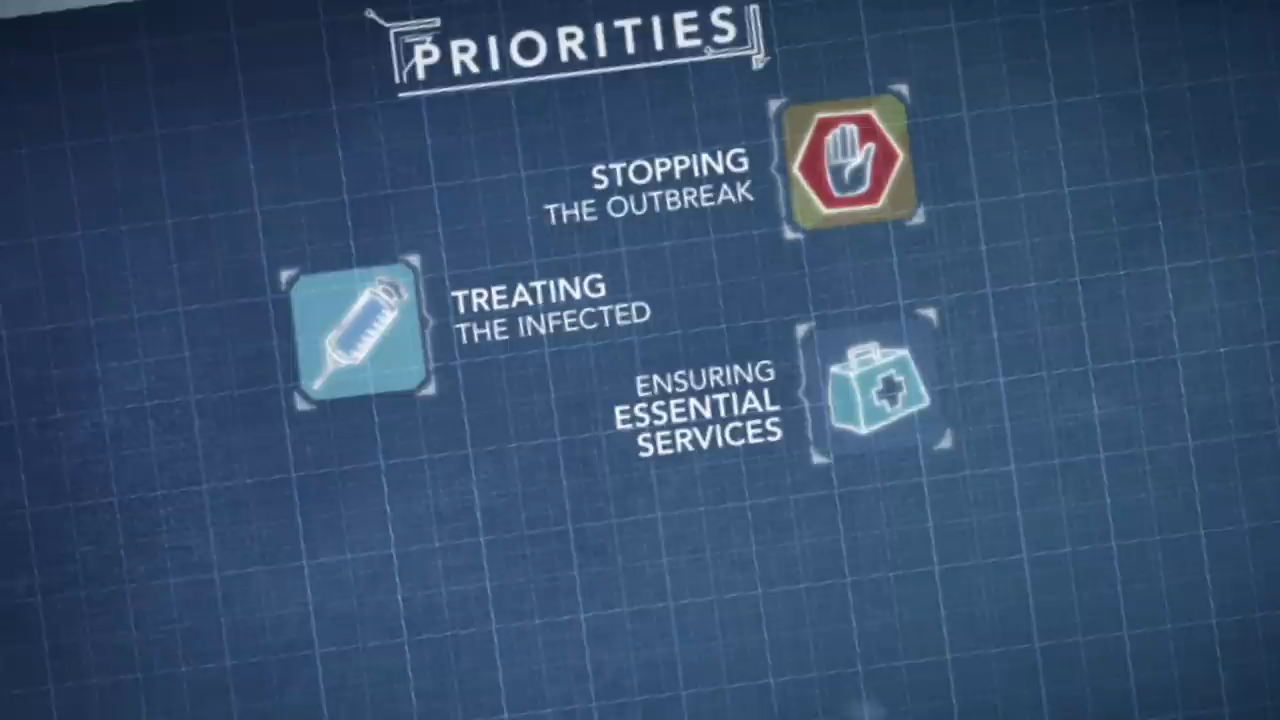 PRIORITIES
STOPPING
THE OUTBREAK
TREATING
THE INFECTED
ENSURING
ESSENTIAL
SERVICES